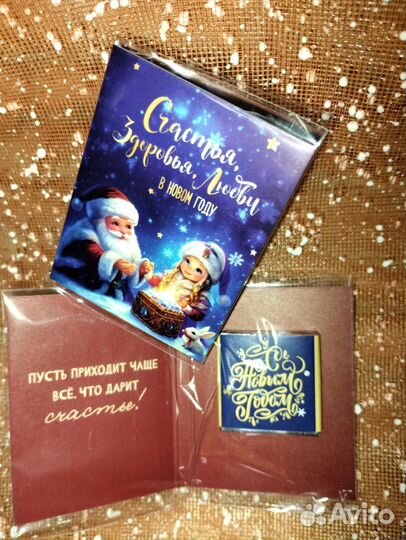 Счастья,
Здоровья, Любви
В НОВОМ ГОДУ
ПУСТЬ ПРИХОДИТ ЧАЩЕ
ВСЁ, ЧТО ДАРИТ
счастье!
С
Новым
Годом
Avito